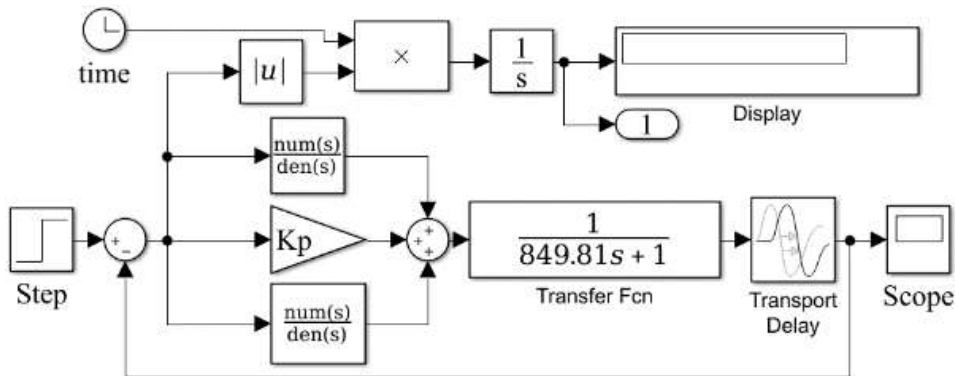 time
|u|
×
1
s
Display
1
num(s)
den(s)
Step
+
−
Kp
+
+
+
1
849.81s + 1
Transfer Fcn
Transport
Delay
Scope
num(s)
den(s)